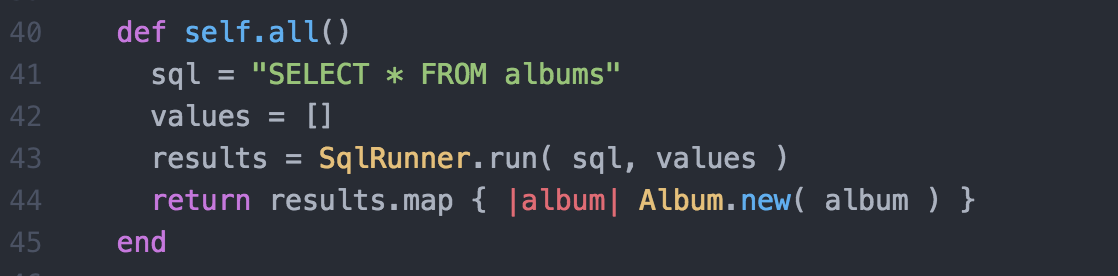 40 def self.all()
41 sql = "SELECT * FROM albums"
42 values = []
43 results = SqlRunner.run( sql, values )
44 return results.map { |album| Album.new( album ) }
45 end